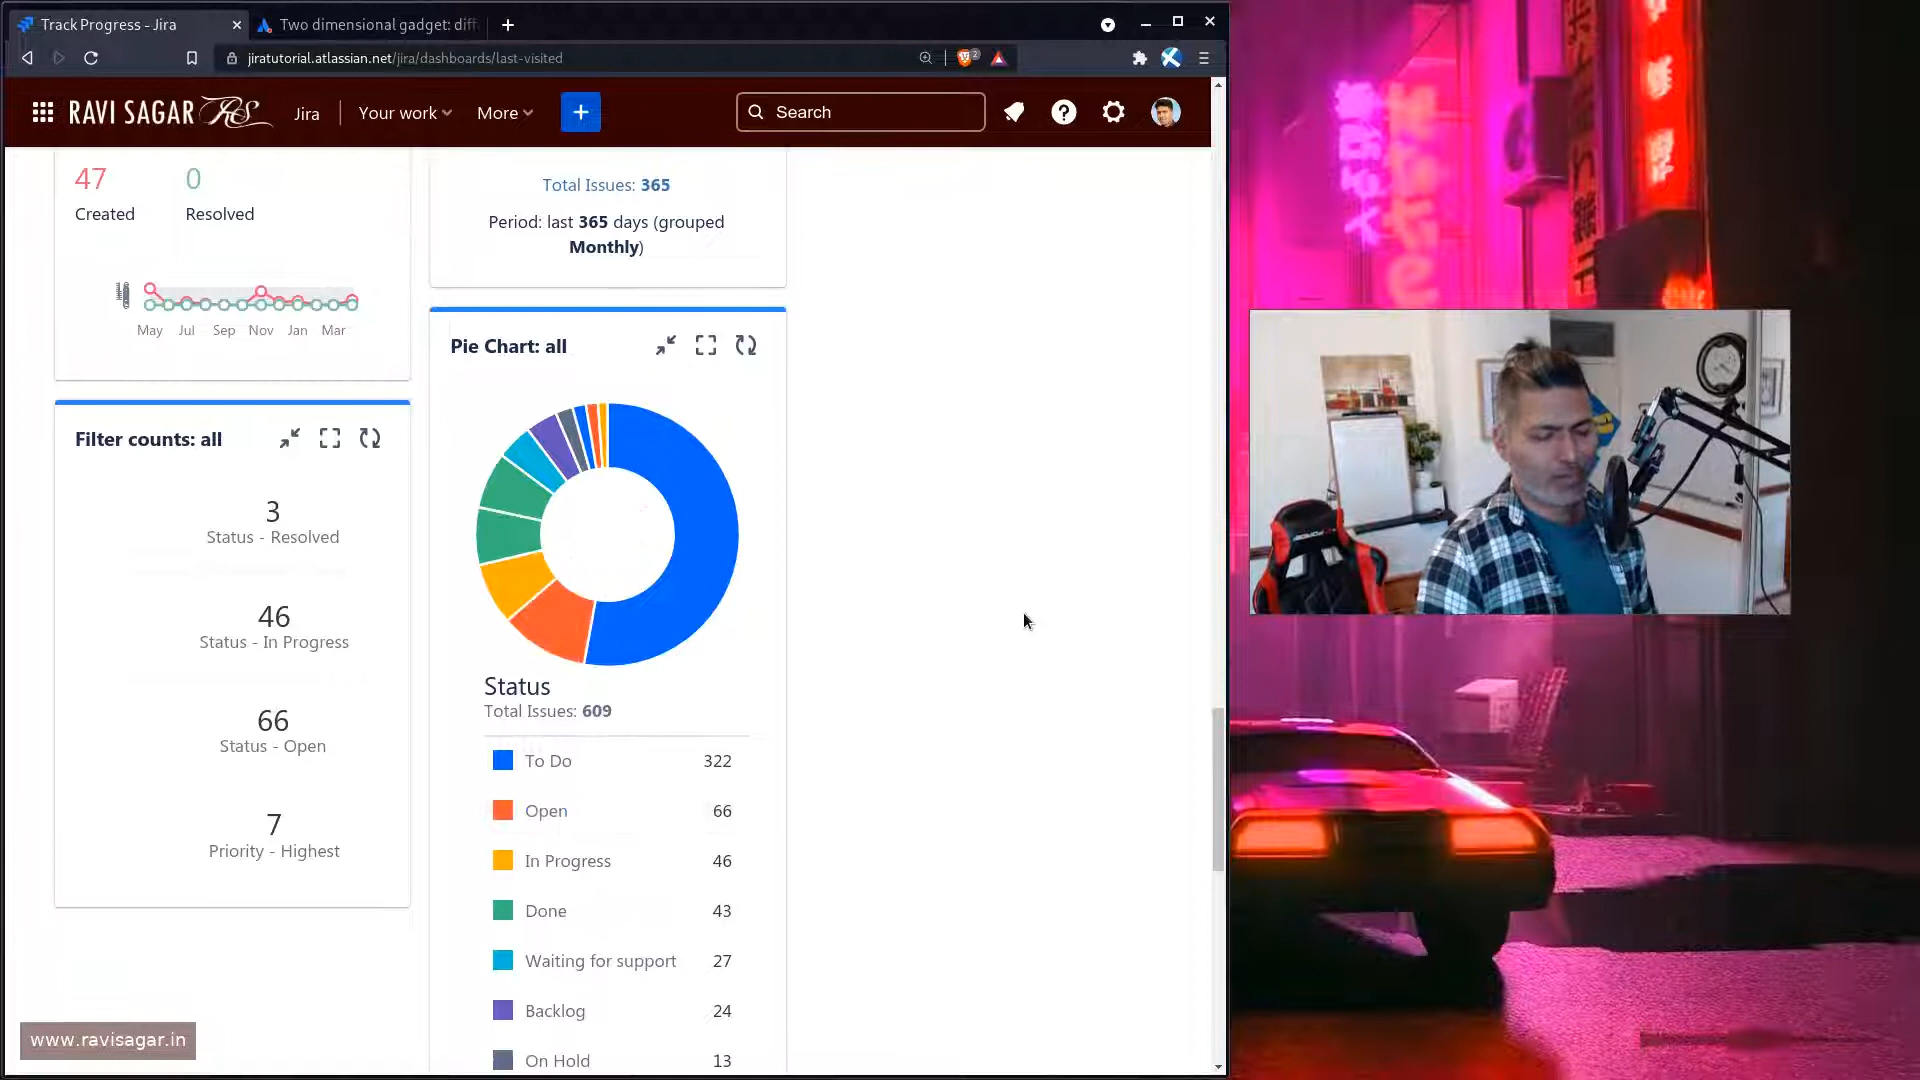 Track Progress - Jira
Two dimensional gadget: diff
jiratutorial.atlassian.net/jira/dashboards/last-visited
2
RAVI SAGAR RS
Jira
Your work
More
+
Search
47
Created
0
Resolved
May Jul Sep Nov Jan Mar
Total Issues: 365
Period: last 365 days (grouped
Monthly)
Filter counts: all
3
Status - Resolved
46
Status - In Progress
66
Status - Open
7
Priority - Highest
Pie Chart: all
Status
Total Issues: 609
To Do 322
Open 66
In Progress 46
Done 43
Waiting for support 27
Backlog 24
On Hold 13
www.ravisagar.in